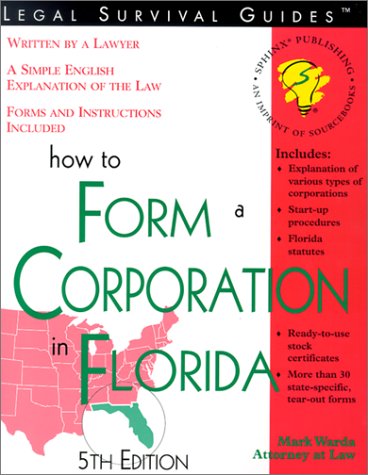 LEGAL SURVIVAL GUIDES™
WRITTEN BY A LAWYER
A SIMPLE ENGLISH
EXPLANATION OF THE LAW
FORMS AND INSTRUCTIONS
INCLUDED
SPHINX® PUBLISHING
AN IMPRINT OF SOURCEBOOKS
S
how to
FORM a
CORPORATION
in FLORIDA
5TH EDITION
Includes:
♦ Explanation of
various types of
corporations
♦ Start-up
procedures
♦ Florida
statutes
♦ Ready-to-use
stock
certificates
♦ More than 30
state-specific,
tear-out forms
Mark Warda
Attorney at Law